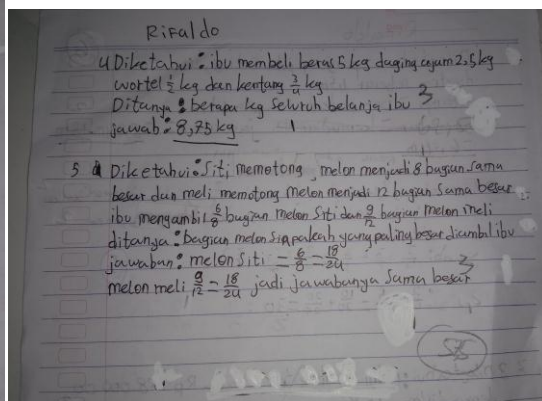 Rifaldo
4 Diketahui : ibu membeli beras 5 kg daging ayam 2,5 kg
wortel 1/2 kg dan kentang 3/4 kg
Ditanya : berapa kg seluruh belanja ibu 3
jawab : 8,75 kg 1
5 Diketahui : Siti memotong melon menjadi 8 bagian sama
besar dan meli memotong melon menjadi 12 bagian sama besar
ibu mengambil 6/8 bagian melon Siti dan 9/12 bagian melon meli
ditanya : bagian melon siapakah yang paling besar diambil ibu
jawaban : melon Siti = 6/8 = 18/24
melon meli 9/12 = 18/24 jadi jawabanya sama besar 3